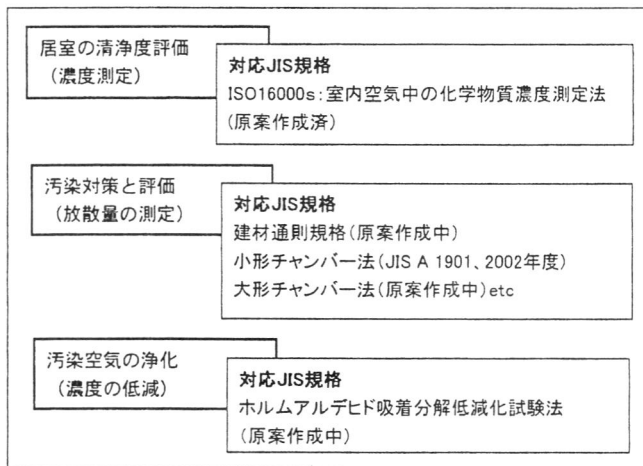 居室の清浄度評価
(濃度測定)
対応JIS規格
ISO16000s:室内空気中の化学物質濃度測定法
(原案作成済)
汚染対策と評価
(放散量の測定)
対応JIS規格
建材通則規格(原案作成中)
小形チャンバー法(JIS A 1901、2002年度)
大形チャンバー法(原案作成中)etc
汚染空気の浄化
(濃度の低減)
対応JIS規格
ホルムアルデヒド吸着分解低減化試験法
(原案作成中)